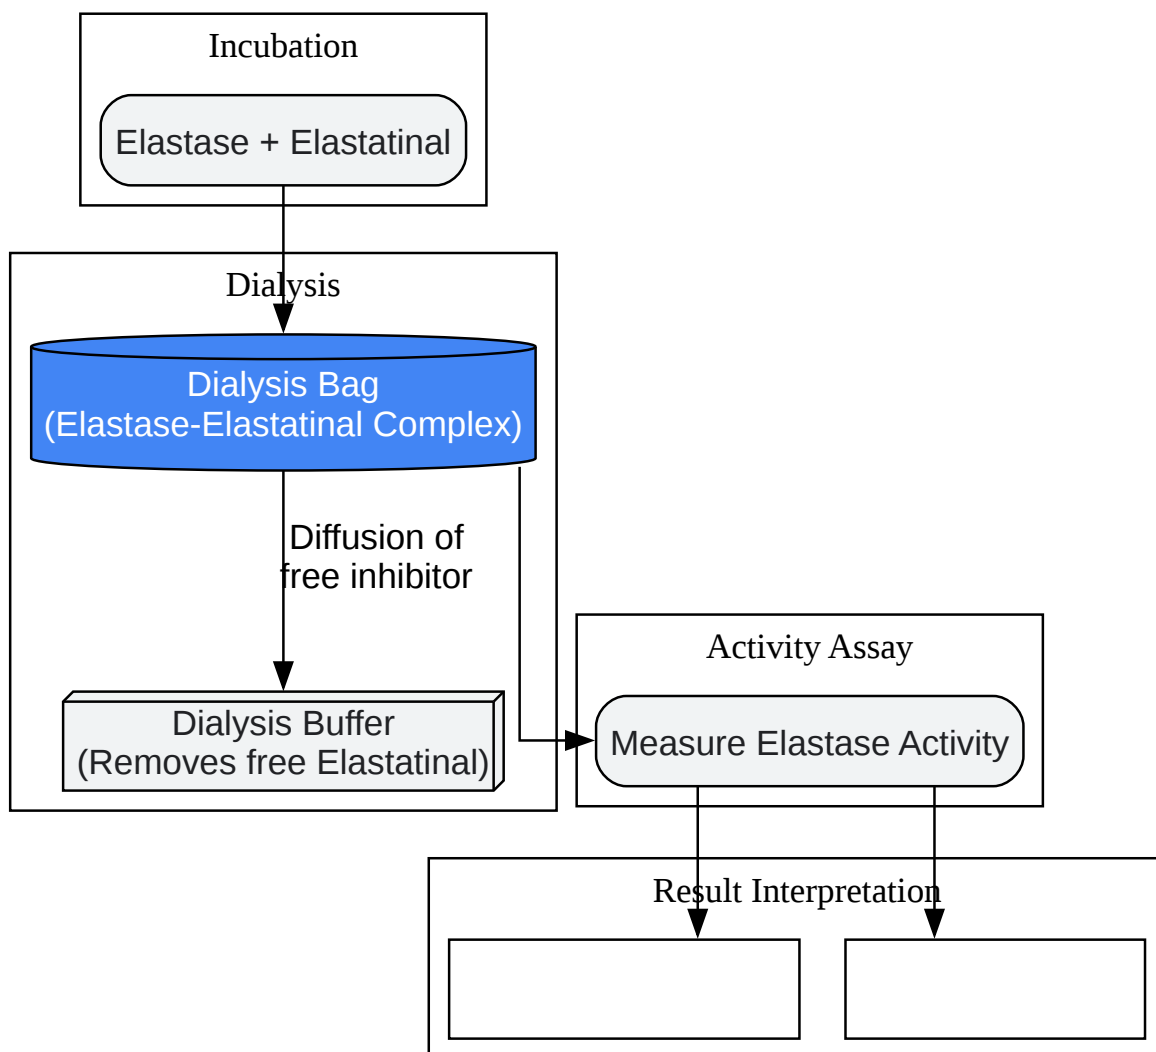 Incubation
Elastase + Elastatinal
Dialysis
Dialysis Bag
(Elastase-Elastatinal Complex)
Diffusion of
free inhibitor
Dialysis Buffer
(Removes free Elastatinal)
Activity Assay
Measure Elastase Activity
Result Interpretation